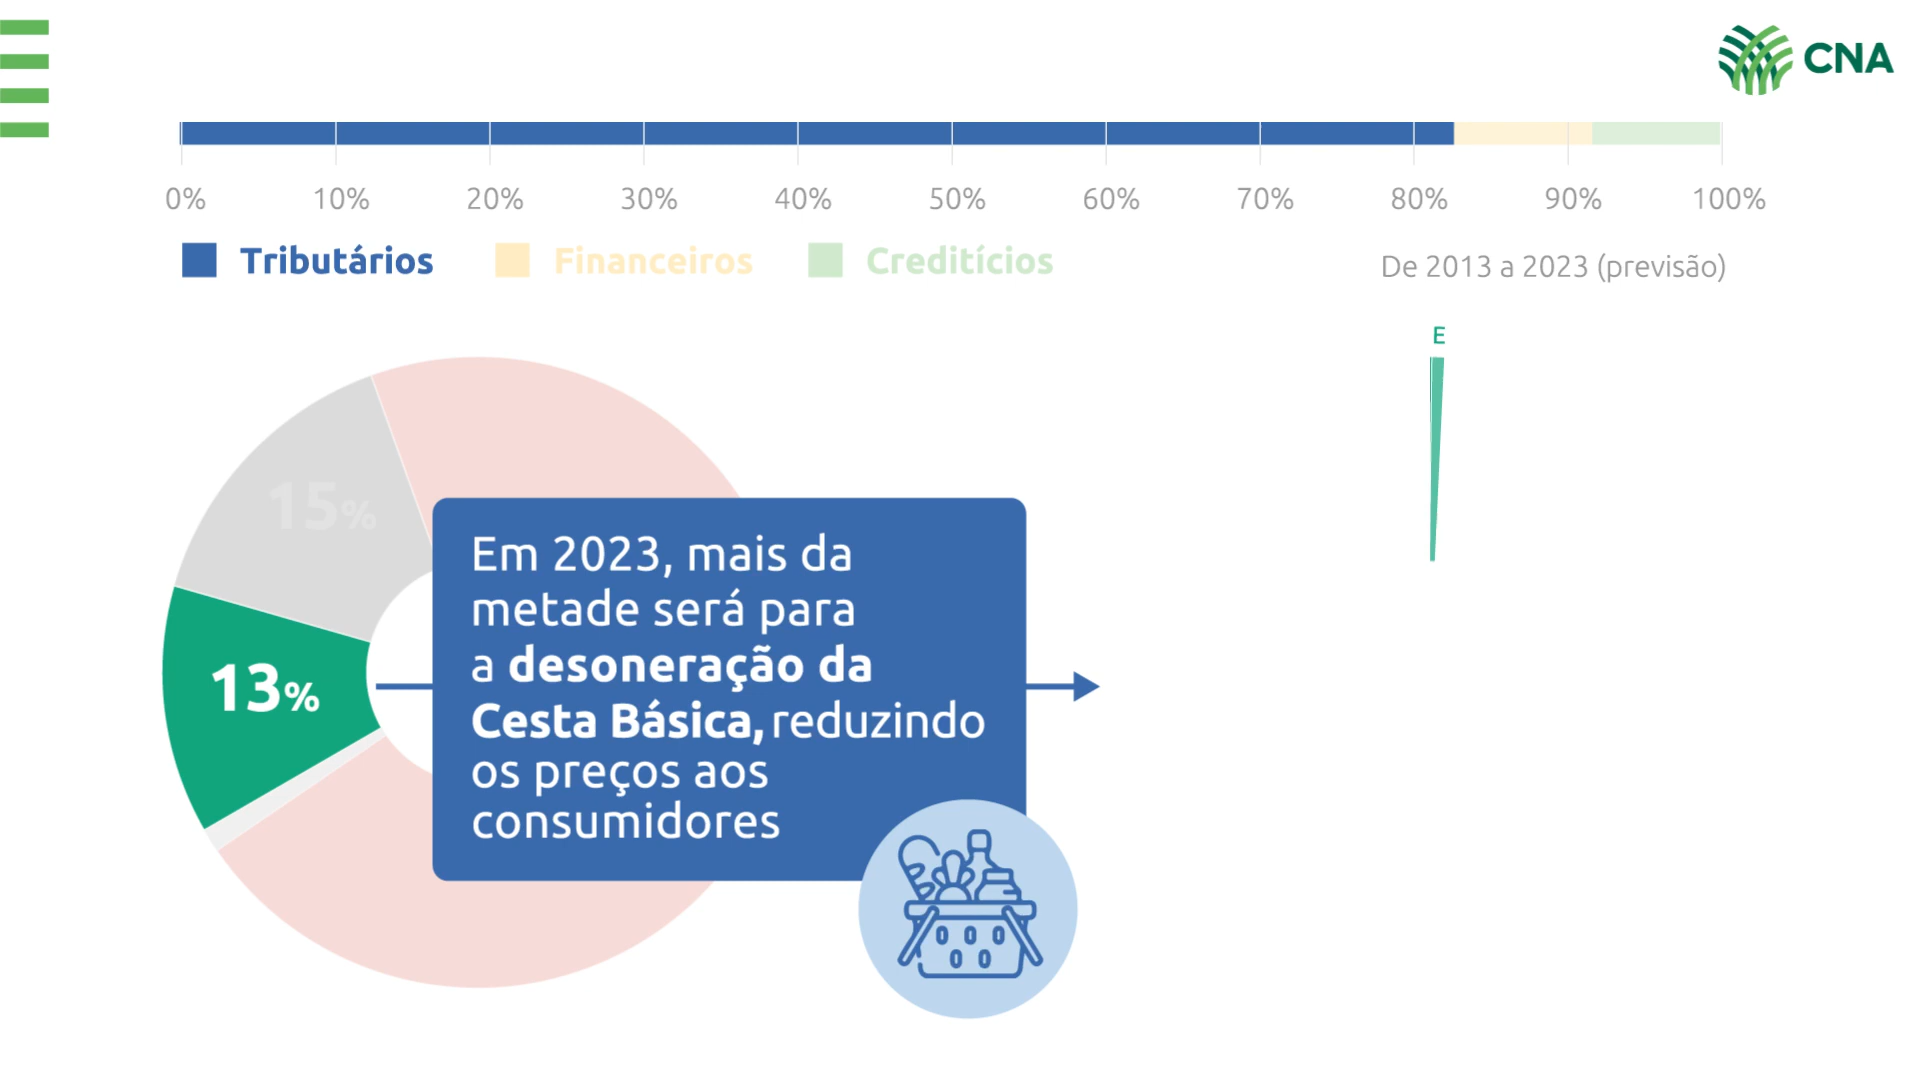 CNA
0% 10% 20% 30% 40% 50% 60% 70% 80% 90% 100%
Tributários Financeiros Creditícios
De 2013 a 2023 (previsão)
E
15%
13%
Em 2023, mais da
metade será para
a desoneração da
Cesta Básica, reduzindo
os preços aos
consumidores